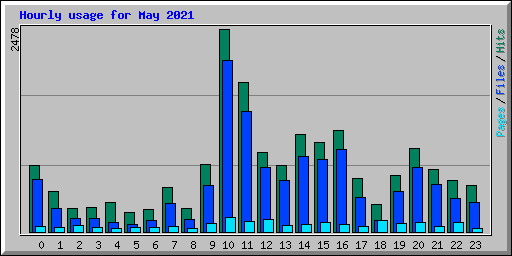 Hourly usage for May 2021
2478
Pages/Files/Hits
0 1 2 3 4 5 6 7 8 9 10 11 12 13 14 15 16 17 18 19 20 21 22 23